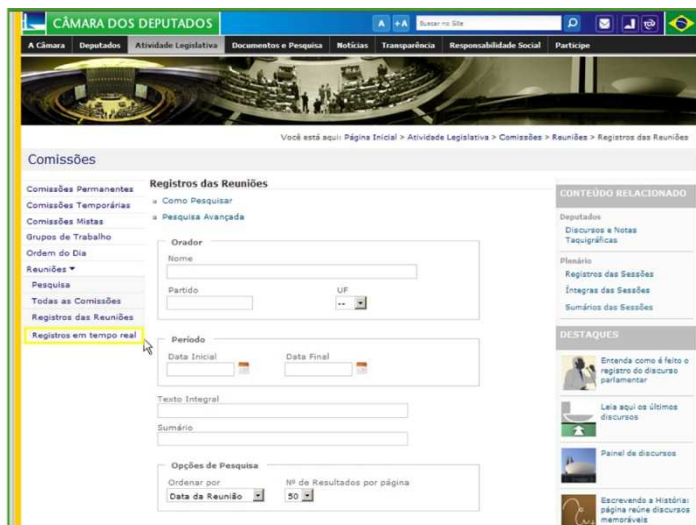 CÂMARA DOS DEPUTADOS
A +A Buscar no Site
A Câmara Deputados Atividade Legislativa Documentos e Pesquisa Notícias Transparência Responsabilidade Social Participe
Você está aqui: Página Inicial > Atividade Legislativa > Comissões > Reuniões > Registros das Reuniões
Comissões
Comissões Permanentes
Comissões Temporárias
Comissões Mistas
Grupos de Trabalho
Ordem do Dia
Reuniões
Pesquisa
Todas as Comissões
Registros das Reuniões
Registros em tempo real
Registros das Reuniões
Como Pesquisar
Pesquisa Avançada
Orador
Nome
Partido UF
--
Período
Data Inicial Data Final
Texto Integral
Sumário
Opções de Pesquisa
Ordenar por Nº de Resultados por página
Data da Reunião 50
CONTEÚDO RELACIONADO
Deputados
Discursos e Notas
Taquigráficas
Plenário
Registros das Sessões
Íntegras das Sessões
Sumários das Sessões
DESTAQUES
Entenda como é feito o
registro do discurso
parlamentar
Leia aqui os últimos
discursos
Painel de discursos
Escrevendo a História:
página reúne discursos
memoráveis